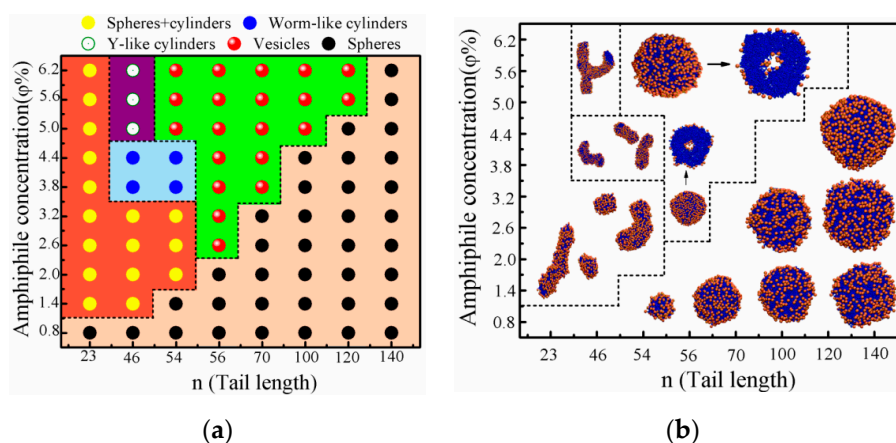 Spheres+cylinders Worm-like cylinders
Y-like cylinders Vesicles Spheres
Amphiphile concentration(φ%)
6.2
5.6
5.0
4.4
3.8
3.2
2.6
2.0
1.4
0.8
23 46 54 56 70 100 120 140
n (Tail length)
(a)
Amphiphile concentration(φ%)
6.2
5.6
5.0
4.4
3.8
3.2
2.6
2.0
1.4
0.8
23 46 54 56 70 100 120 140
n (Tail length)
(b)